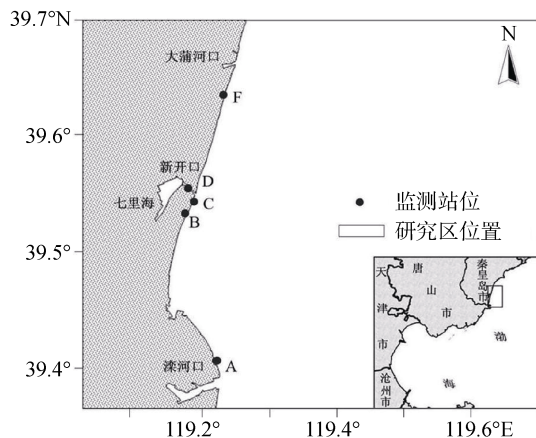 39.7°N
大蒲河口
N
F
39.6°
新开口
D
七里海
C
B
监测站位
研究区位置
39.5°
天津市
唐山市
秦皇岛市
渤海
沧州市
39.4°
滦河口
A
119.2°
119.4°
119.6°E